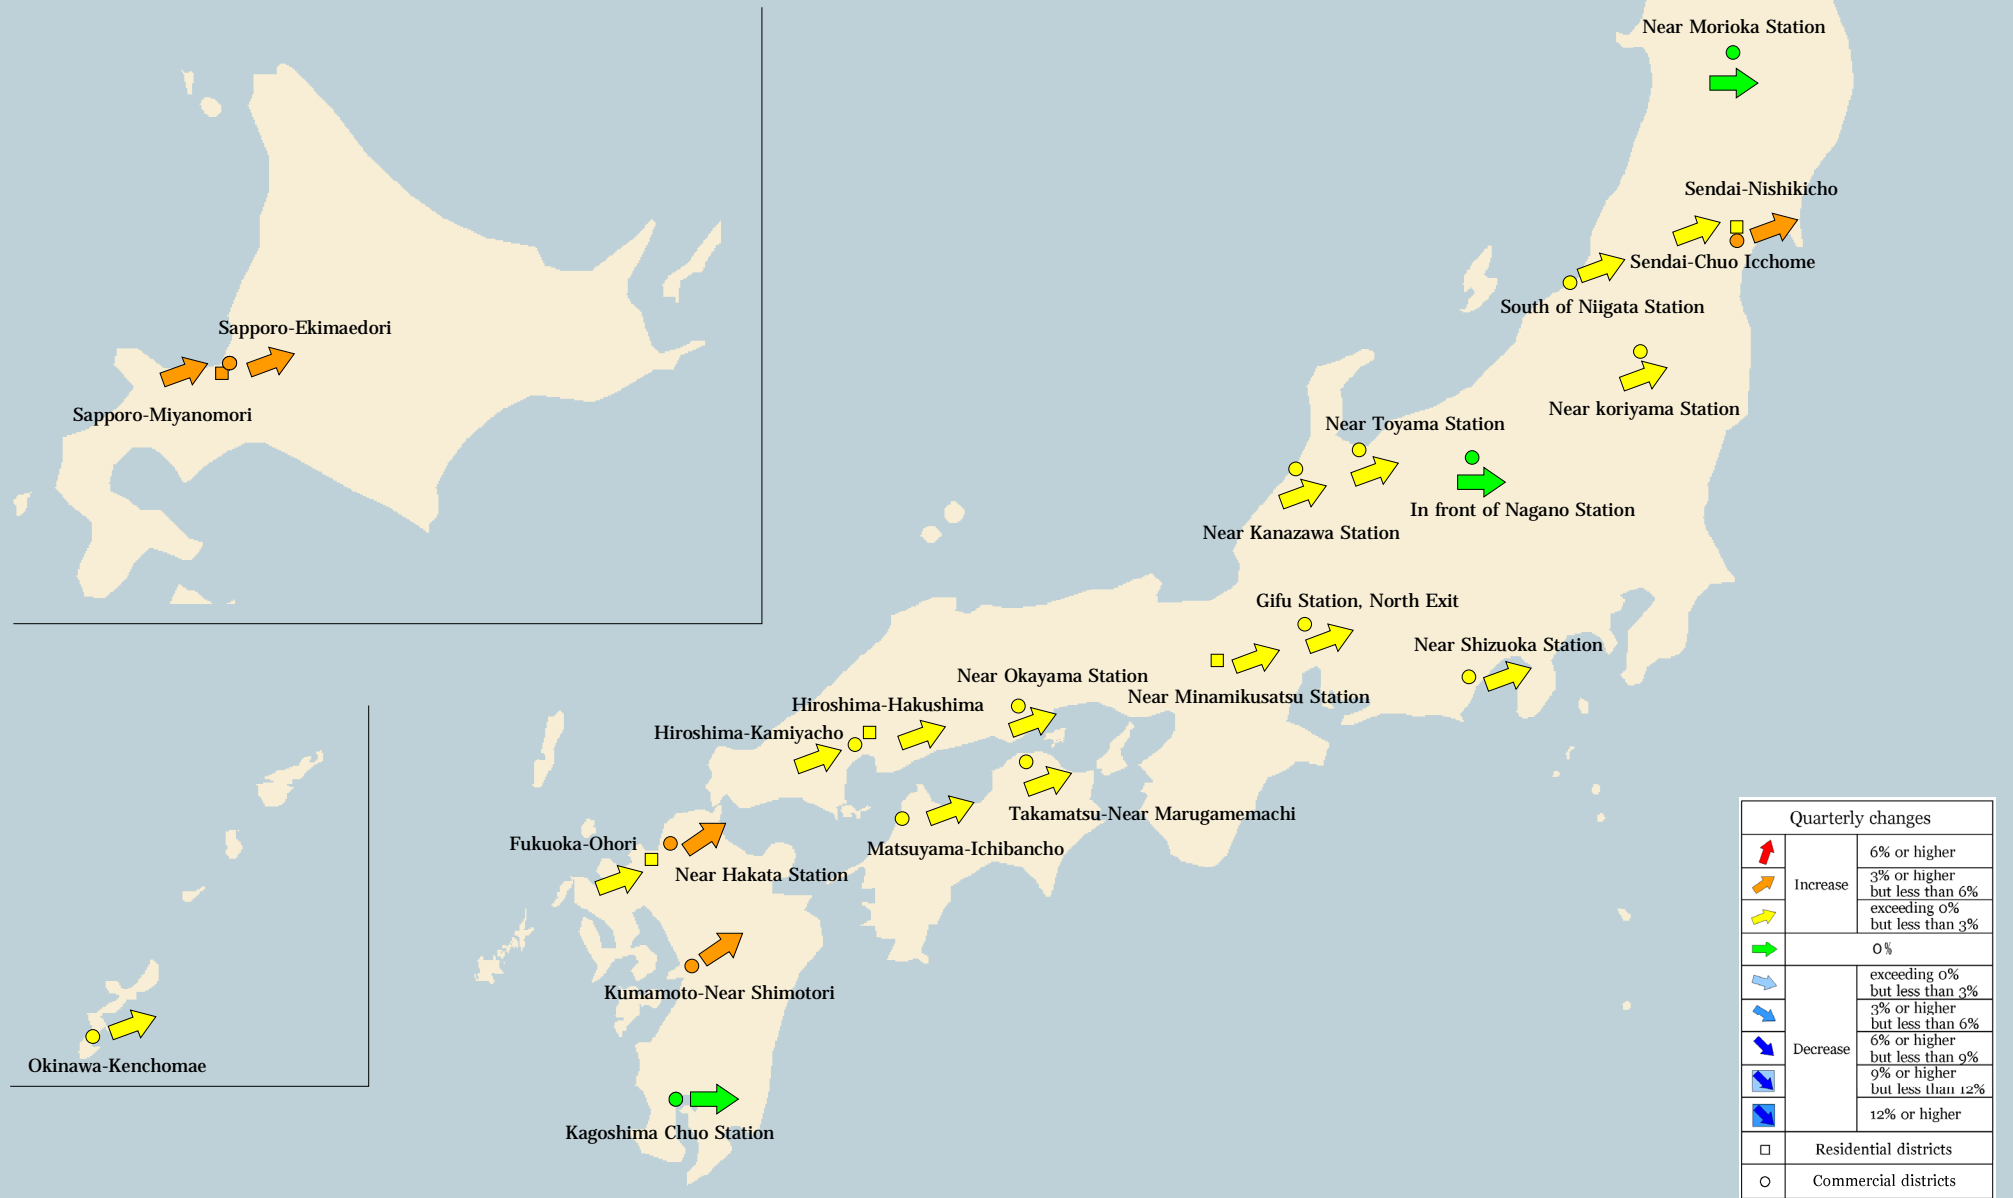 Near Morioka Station
Sendai-Nishikicho
Sendai-Chuo Icchome
South of Niigata Station
Sapporo-Ekimaedori
Sapporo-Miyanomori
Near koriyama Station
Near Toyama Station
In front of Nagano Station
Near Kanazawa Station
Gifu Station, North Exit
Near Shizuoka Station
Near Okayama Station
Near Minamikusatsu Station
Hiroshima-Hakushima
Hiroshima-Kamiyacho
Takamatsu-Near Marugamemachi
Fukuoka-Ohori
Matsuyama-Ichibancho
Near Hakata Station
Kumamoto-Near Shimotori
Okinawa-Kenchomae
Kagoshima Chuo Station
Quarterly changes
Increase
6% or higher
3% or higher
but less than 6%
exceeding 0%
but less than 3%
0%
Decrease
exceeding 0%
but less than 3%
3% or higher
but less than 6%
6% or higher
but less than 9%
9% or higher
but less than 12%
12% or higher
Residential districts
Commercial districts